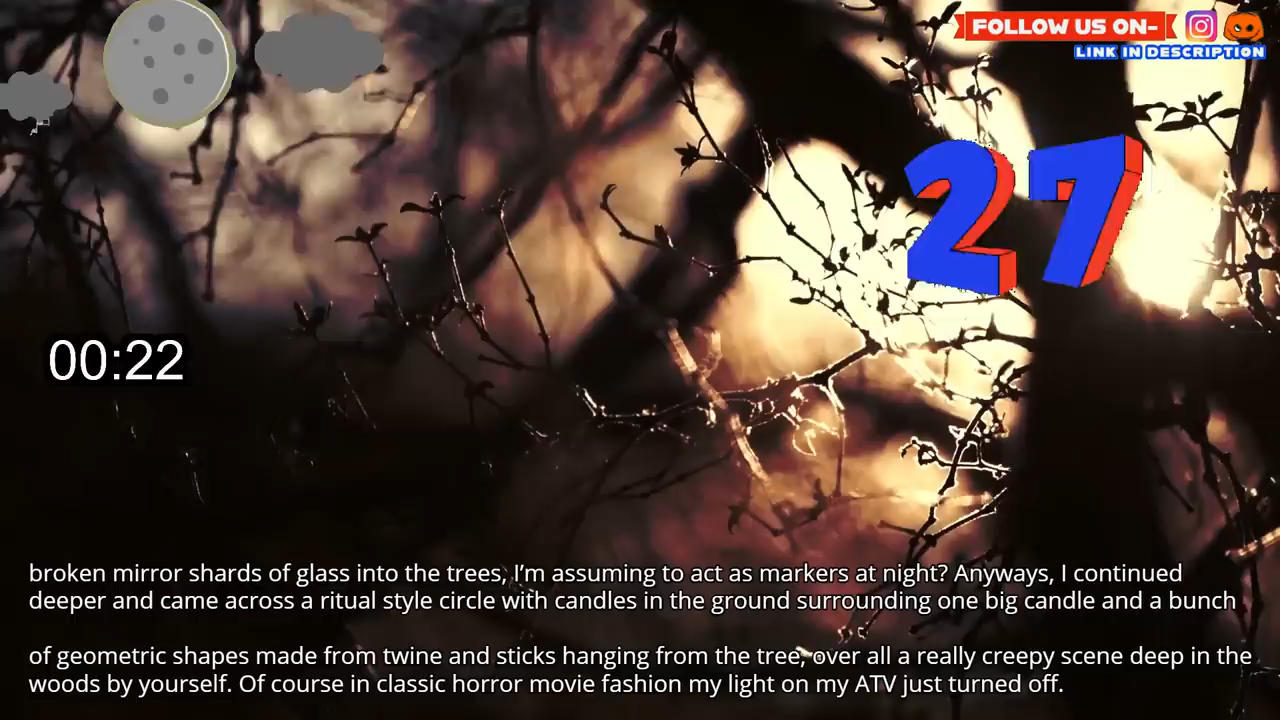 FOLLOW US ON-
LINK IN DESCRIPTION
27
00:22
broken mirror shards of glass into the trees, I'm assuming to act as markers at night? Anyways, I continued
deeper and came across a ritual style circle with candles in the ground surrounding one big candle and a bunch
of geometric shapes made from twine and sticks hanging from the tree, over all a really creepy scene deep in the
woods by yourself. Of course in classic horror movie fashion my light on my ATV just turned off.